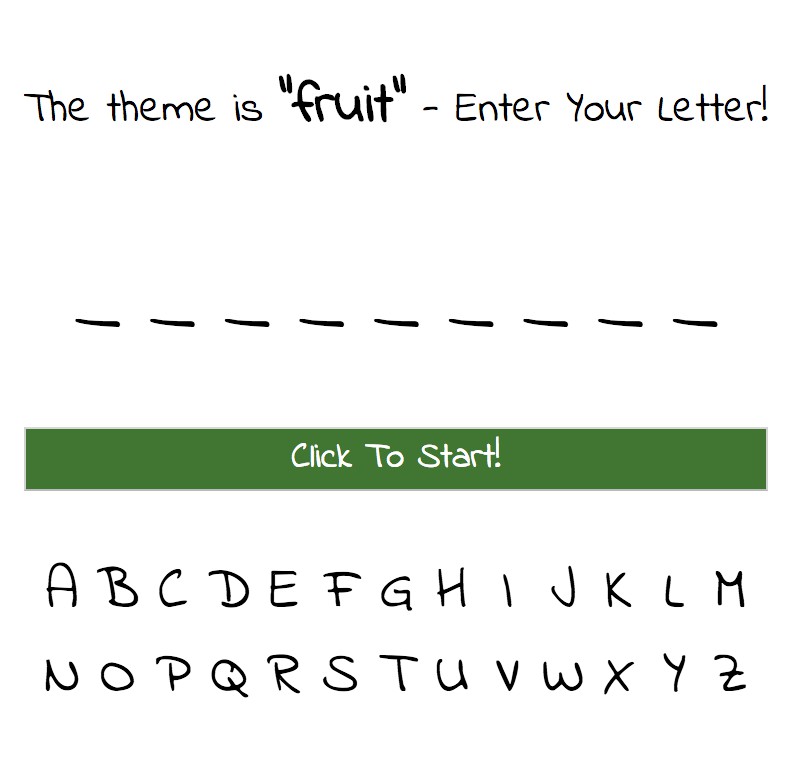 The theme is "fruit" - Enter Your Letter!
_ _ _ _ _ _ _ _ _
Click To Start!
A B C D E F G H I J K L M
N O P Q R S T U V W X Y Z